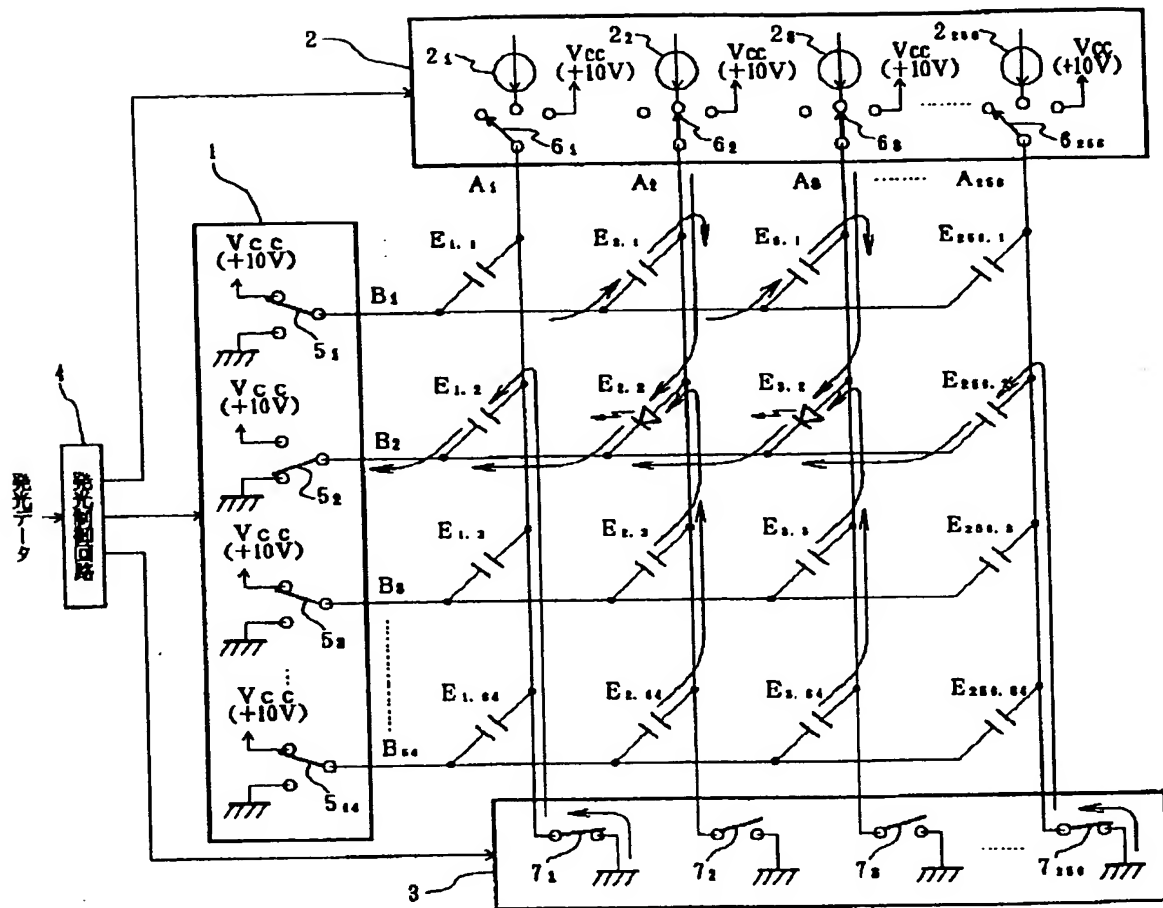 2
2₁
2₂
2₃
2₂₅₆
Vcc
(+10V)
Vcc
(+10V)
Vcc
(+10V)
Vcc
(+10V)
........
6₁
6₂
6₃
6₂₅₆
1
A₁
A₂
A₃
........
A₂₅₆
Vcc
(+10V)
5₁
B₁
E₁.₁
E₂.₁
E₃.₁
E₂₅₆.₁
4
発光データ
発光制御回路
Vcc
(+10V)
5₂
B₂
E₁.₂
E₂.₂
E₃.₂
E₂₅₆.₂
Vcc
(+10V)
5₃
B₃
E₁.₃
E₂.₃
E₃.₃
E₂₅₆.₃
Vcc
(+10V)
5₆₄
B₆₄
E₁.₆₄
E₂.₆₄
E₃.₆₄
E₂₅₆.₆₄
3
7₁
7₂
7₃
........
7₂₅₆